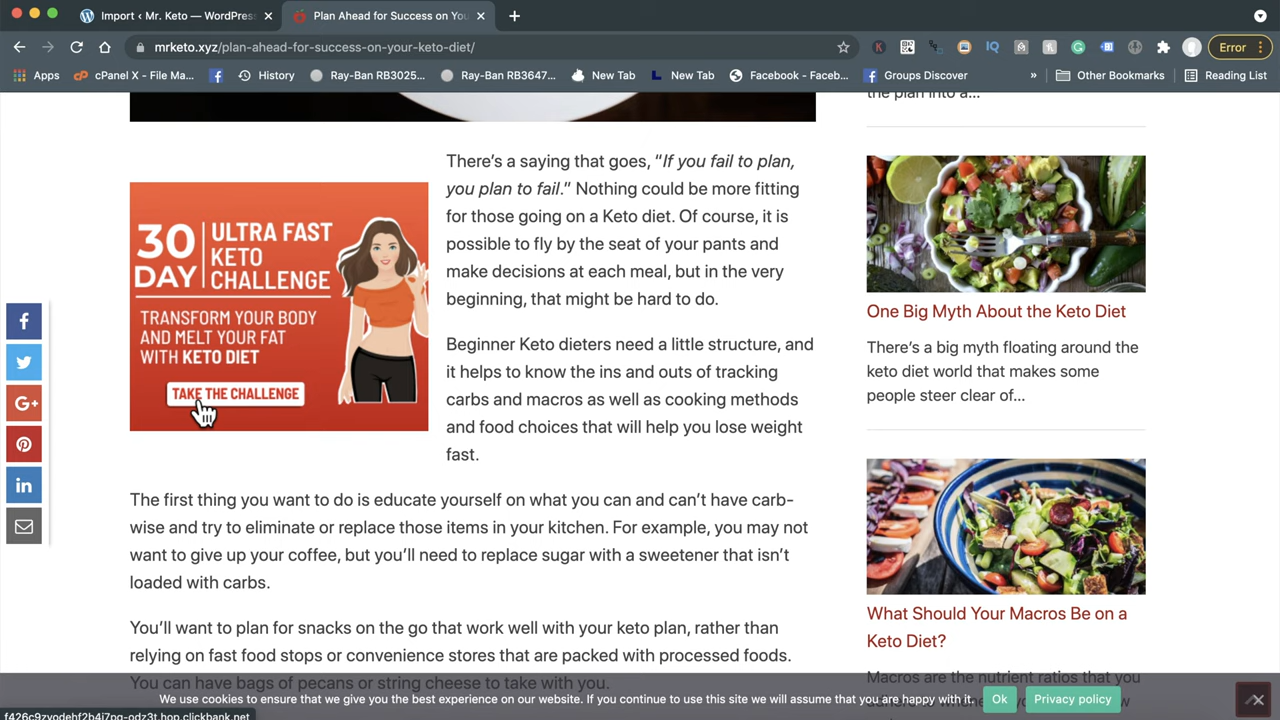 Import ‹ Mr. Keto — WordPress
Plan Ahead for Success on You
mrketo.xyz/plan-ahead-for-success-on-your-keto-diet/
Error
Apps
cPanel X - File Ma...
History
Ray-Ban RB3025...
Ray-Ban RB3647...
New Tab
New Tab
Facebook - Faceb...
Groups Discover
»
Other Bookmarks
Reading List
the plan into a...
There's a saying that goes, "If you fail to plan,
you plan to fail." Nothing could be more fitting
for those going on a Keto diet. Of course, it is
possible to fly by the seat of your pants and
make decisions at each meal, but in the very
beginning, that might be hard to do.
30
DAY
ULTRA FAST
KETO
CHALLENGE
TRANSFORM YOUR BODY
AND MELT YOUR FAT
WITH KETO DIET
TAKE THE CHALLENGE
Beginner Keto dieters need a little structure, and
it helps to know the ins and outs of tracking
carbs and macros as well as cooking methods
and food choices that will help you lose weight
fast.
The first thing you want to do is educate yourself on what you can and can't have carb-
wise and try to eliminate or replace those items in your kitchen. For example, you may not
want to give up your coffee, but you'll need to replace sugar with a sweetener that isn't
loaded with carbs.
You'll want to plan for snacks on the go that work well with your keto plan, rather than
relying on fast food stops or convenience stores that are packed with processed foods.
You can have bags of pecans or string cheese to take with you.
One Big Myth About the Keto Diet
There's a big myth floating around the
keto diet world that makes some
people steer clear of...
What Should Your Macros Be on a
Keto Diet?
Macros are the nutrient ratios that you
G+
in
We use cookies to ensure that we give you the best experience on our website. If you continue to use this site we will assume that you are happy with it.
Ok
Privacy policy
f426c9zvodehf2b4i7pg-odz3t.hop.clickbank.net